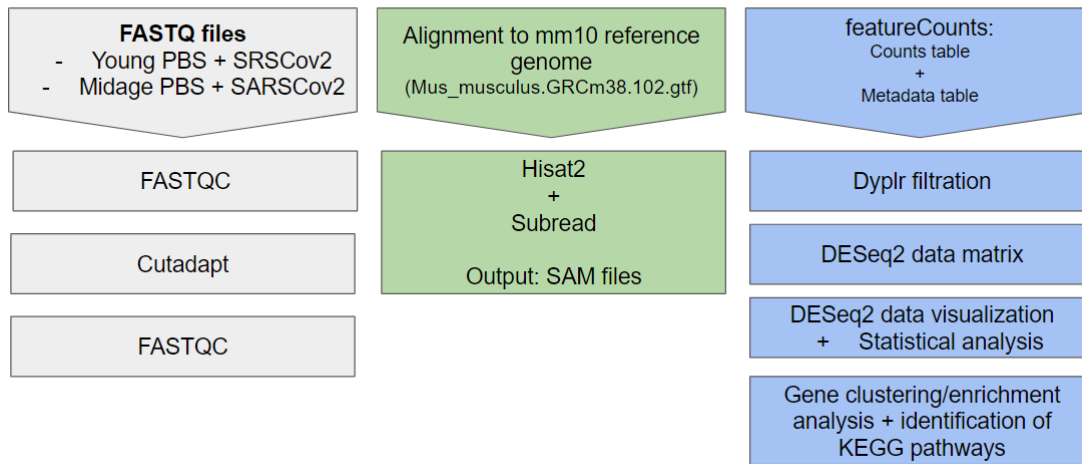 FASTQ files
- Young PBS + SRSCov2
- Midage PBS + SARSCov2
FASTQC
Cutadapt
FASTQC
Alignment to mm10 reference
genome
(Mus_musculus.GRCm38.102.gtf)
Hisat2
+
Subread
Output: SAM files
featureCounts:
Counts table
+
Metadata table
Dyplr filtration
DESeq2 data matrix
DESeq2 data visualization
+ Statistical analysis
Gene clustering/enrichment
analysis + identification of
KEGG pathways